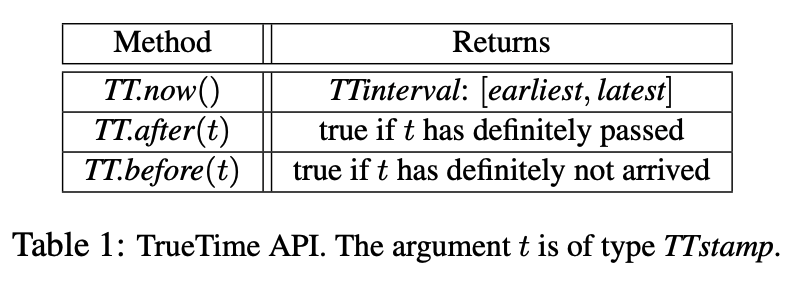 Method Returns
TT.now() TTinterval: [earliest, latest]
TT.after(t) true if t has definitely passed
TT.before(t) true if t has definitely not arrived
Table 1: TrueTime API. The argument t is of type TTstamp.